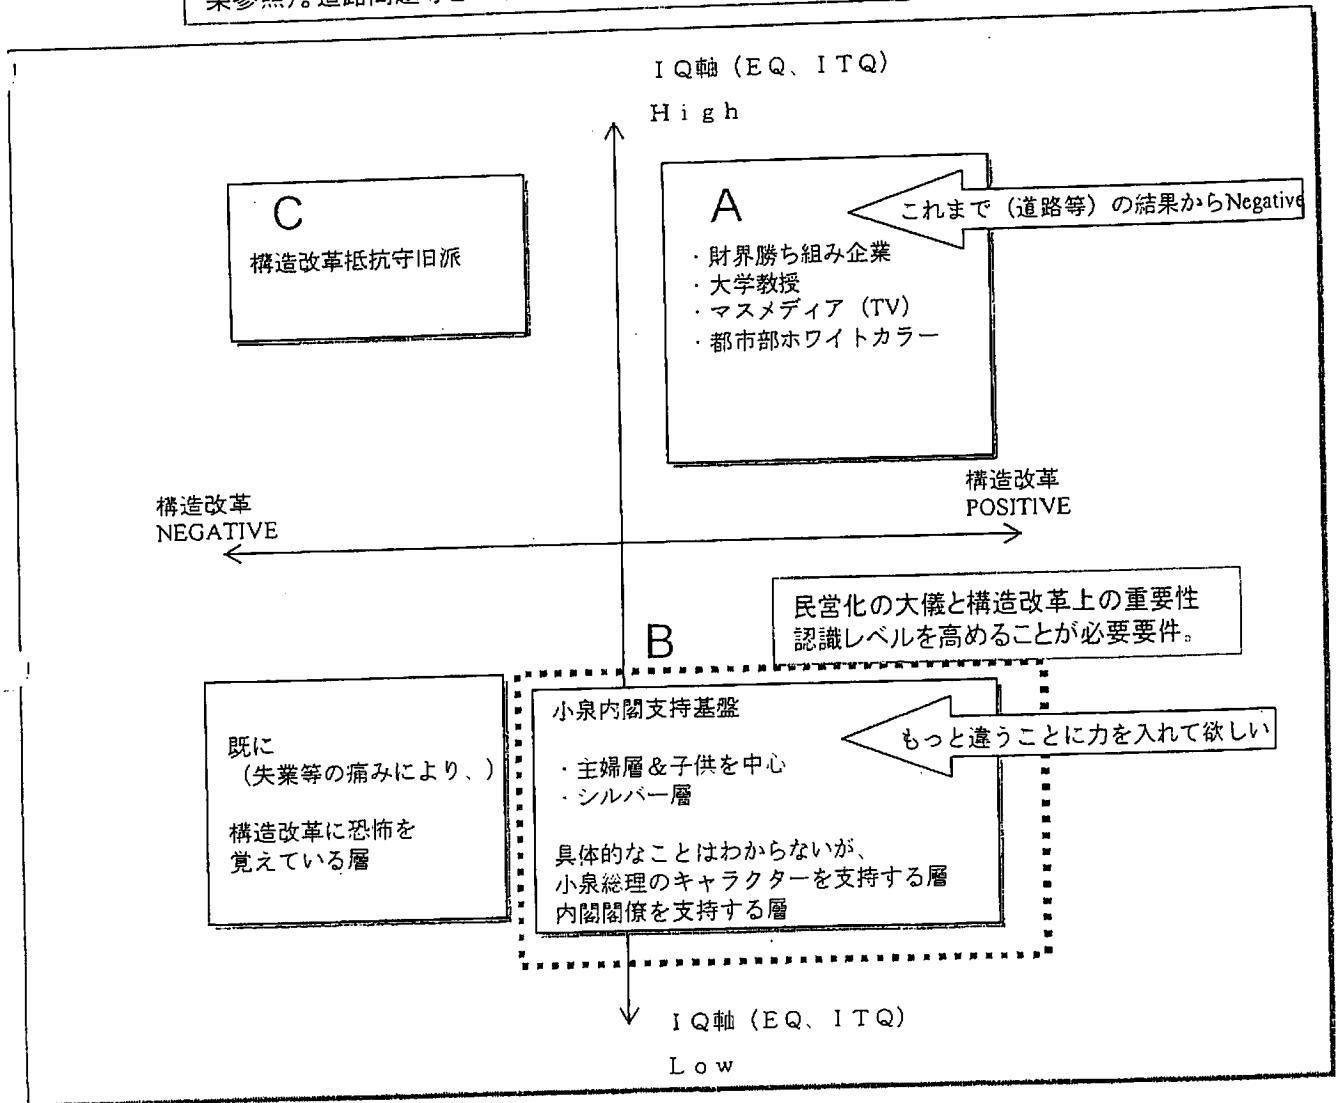 IQ軸（EQ、ITQ）
High
C
構造改革抵抗守旧派
A
・財界勝ち組み企業
・大学教授
・マスメディア（TV）
・都市部ホワイトカラー
これまで（道路等）の結果からNegative
構造改革
NEGATIVE
構造改革
POSITIVE
民営化の大儀と構造改革上の重要性
認識レベルを高めることが必要要件。
B
既に
（失業等の痛みにより、）
構造改革に恐怖を
覚えている層
小泉内閣支持基盤
・主婦層＆子供を中心
・シルバー層
具体的なことはわからないが、
小泉総理のキャラクターを支持する層
内閣閣僚を支持する層
もっと違うことに力を入れて欲しい
IQ軸（EQ、ITQ）
Low